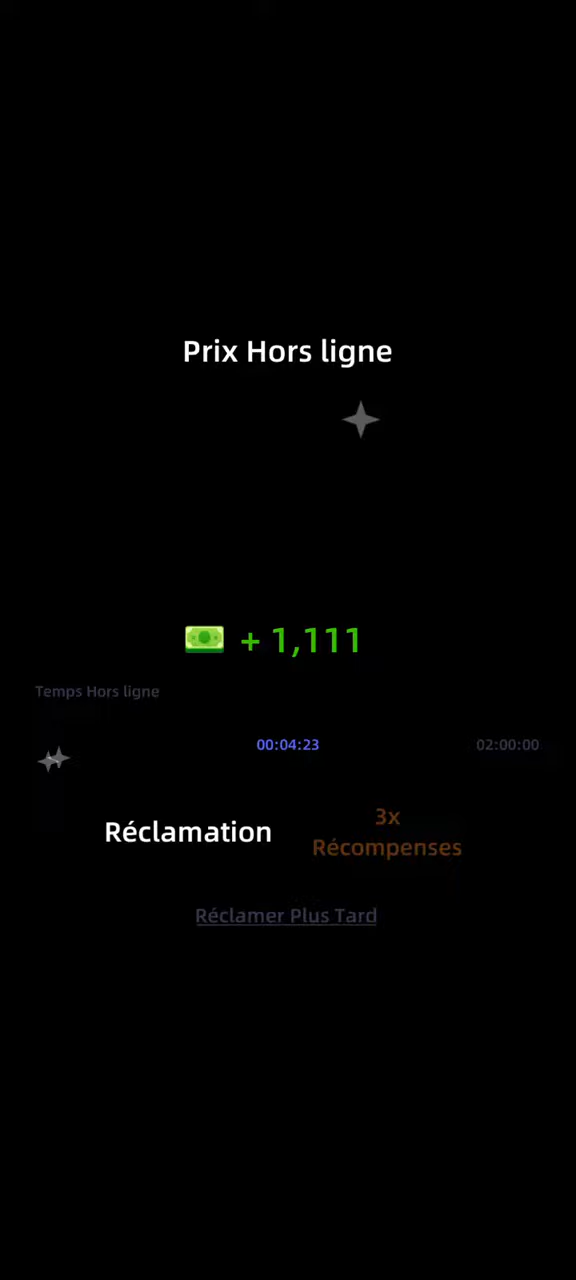 Prix Hors ligne
+ 1,111
Temps Hors ligne
00:04:23
02:00:00
Réclamation
3x
Récompenses
Réclamer Plus Tard